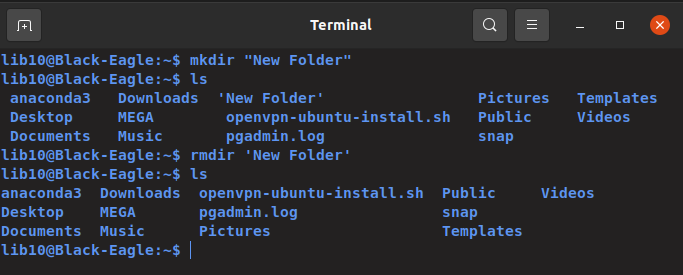 Terminal
lib10@Black-Eagle:~$ mkdir "New Folder"
lib10@Black-Eagle:~$ ls
 anaconda3   Downloads  'New Folder'                 Pictures   Templates
 Desktop     MEGA        openvpn-ubuntu-install.sh   Public     Videos
 Documents   Music       pgadmin.log                 snap
lib10@Black-Eagle:~$ rmdir 'New Folder'
lib10@Black-Eagle:~$ ls
anaconda3  Downloads  openvpn-ubuntu-install.sh  Public     Videos
Desktop    MEGA       pgadmin.log                snap
Documents  Music      Pictures                   Templates
lib10@Black-Eagle:~$